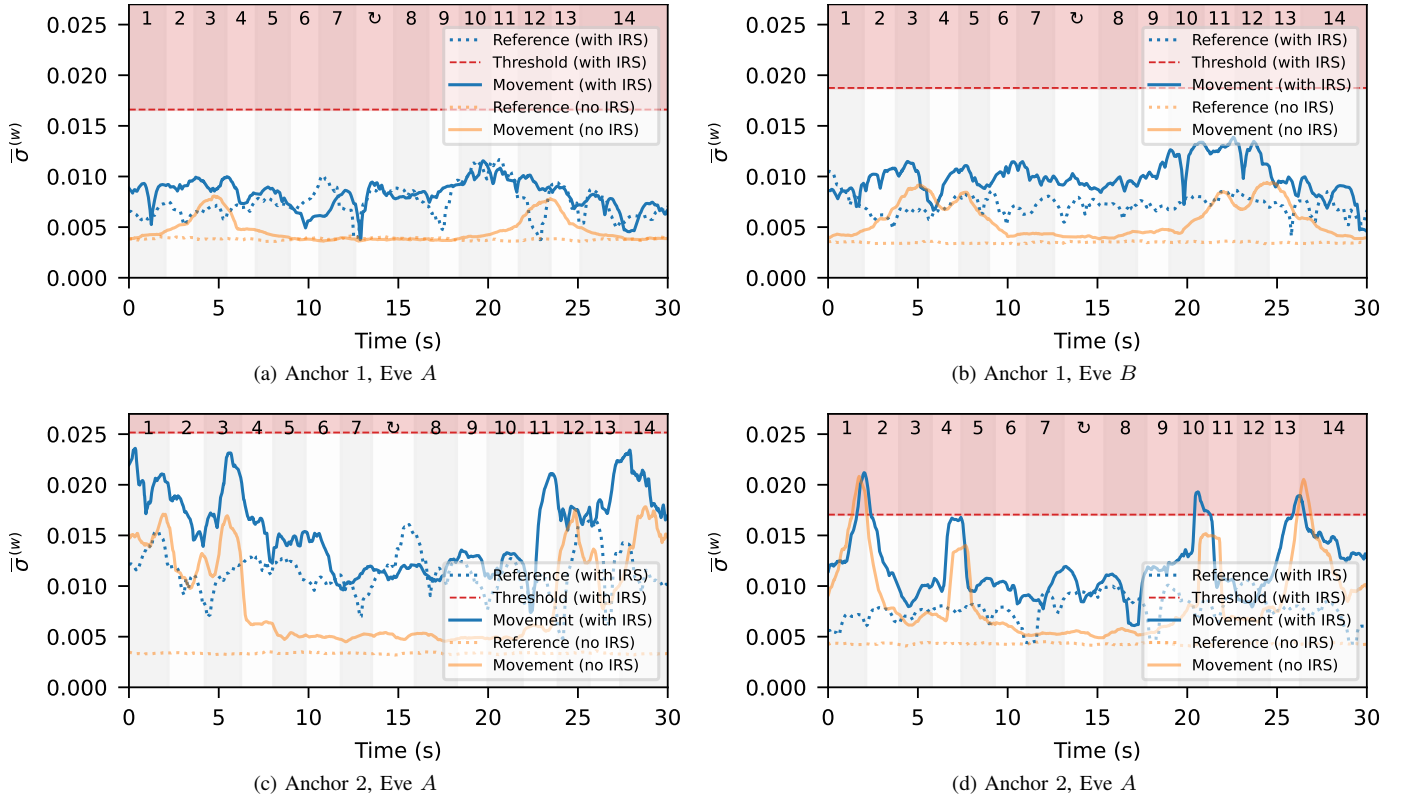 1 2 3 4 5 6 7 ↻ 8 9 10 11 12 13 14
Reference (with IRS)
Threshold (with IRS)
Movement (with IRS)
Reference (no IRS)
Movement (no IRS)
0.025
0.020
0.015
0.010
0.005
0.000
σ̅^(w)
0 5 10 15 20 25 30
Time (s)
(a) Anchor 1, Eve A
1 2 3 4 5 6 7 ↻ 8 9 10 11 12 13 14
Reference (with IRS)
Threshold (with IRS)
Movement (with IRS)
Reference (no IRS)
Movement (no IRS)
0.025
0.020
0.015
0.010
0.005
0.000
σ̅^(w)
0 5 10 15 20 25 30
Time (s)
(b) Anchor 1, Eve B
1 2 3 4 5 6 7 ↻ 8 9 10 11 12 13 14
0.025
0.020
0.015
0.010
0.005
0.000
σ̅^(w)
Reference (with IRS)
Threshold (with IRS)
Movement (with IRS)
Reference (no IRS)
Movement (no IRS)
0 5 10 15 20 25 30
Time (s)
(c) Anchor 2, Eve A
1 2 3 4 5 6 7 ↻ 8 9 10 11 12 13 14
0.025
0.020
0.015
0.010
0.005
0.000
σ̅^(w)
Reference (with IRS)
Threshold (with IRS)
Movement (with IRS)
Reference (no IRS)
Movement (no IRS)
0 5 10 15 20 25 30
Time (s)
(d) Anchor 2, Eve A